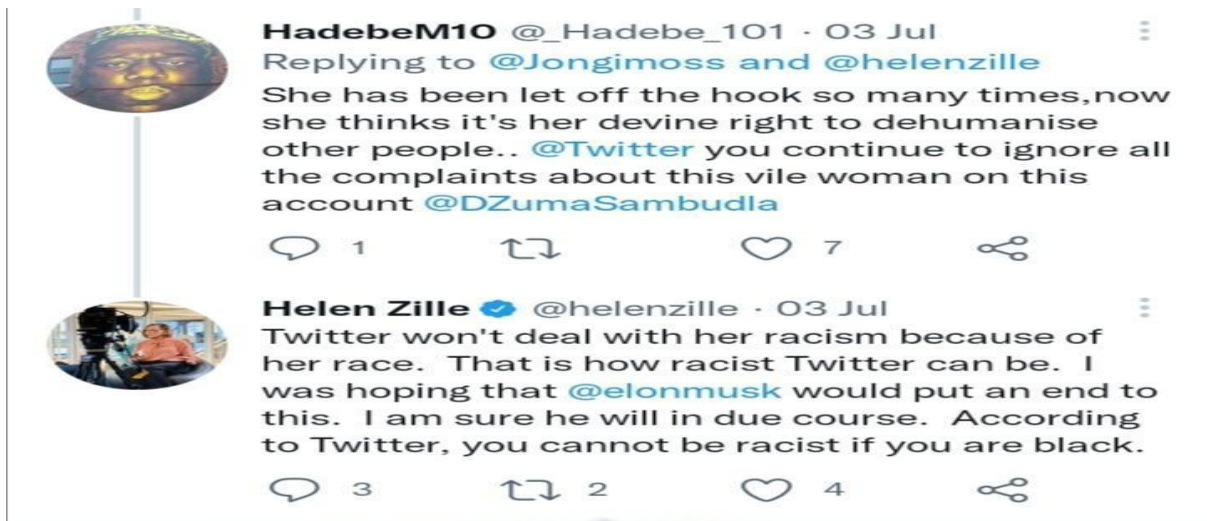 HadebeM10 @_Hadebe_101 · 03 Jul
Replying to @Jongimoss and @helenzille
She has been let off the hook so many times,now
she thinks it's her devine right to dehumanise
other people.. @Twitter you continue to ignore all
the complaints about this vile woman on this
account @DZumaSambudla
1 7
Helen Zille @helenzille · 03 Jul
Twitter won't deal with her racism because of
her race. That is how racist Twitter can be. I
was hoping that @elonmusk would put an end to
this. I am sure he will in due course. According
to Twitter, you cannot be racist if you are black.
3 2 4